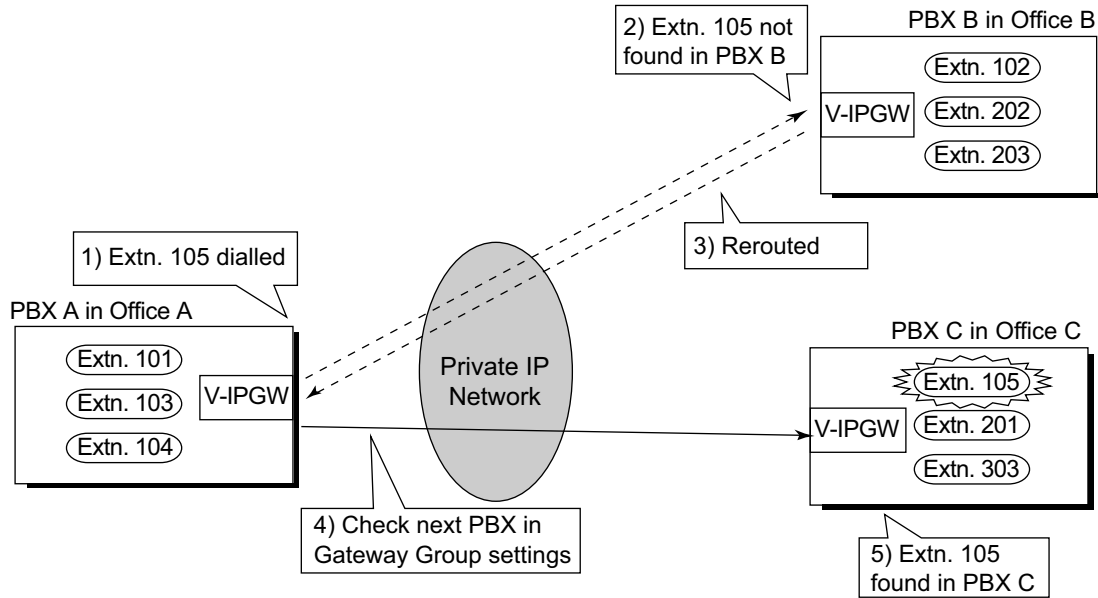 2) Extn. 105 not
found in PBX B
PBX B in Office B
Extn. 102
V-IPGW
Extn. 202
Extn. 203
3) Rerouted
1) Extn. 105 dialled
PBX A in Office A
Extn. 101
V-IPGW
Extn. 103
Extn. 104
Private IP
Network
PBX C in Office C
Extn. 105
V-IPGW
Extn. 201
Extn. 303
4) Check next PBX in
Gateway Group settings
5) Extn. 105
found in PBX C